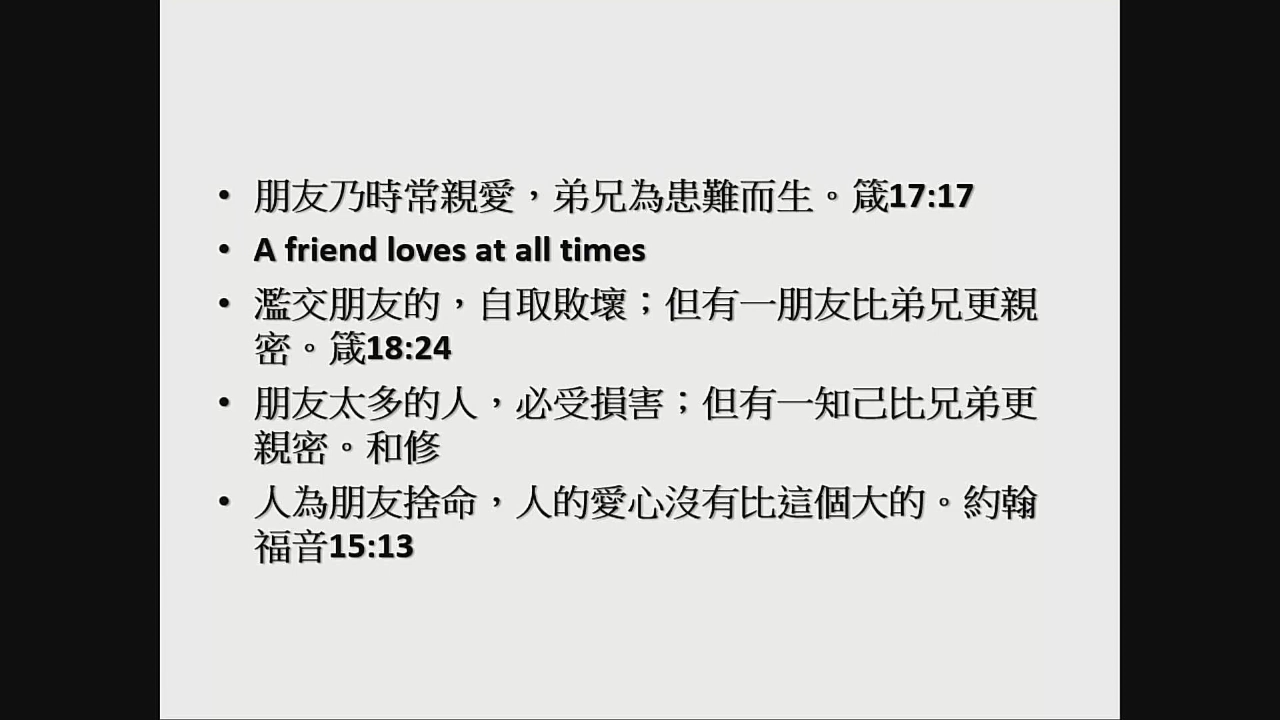 • 朋友乃時常親愛，弟兄為患難而生。箴17:17
• A friend loves at all times
• 濫交朋友的，自取敗壞；但有一朋友比弟兄更親
密。箴18:24
• 朋友太多的人，必受損害；但有一知己比兄弟更
親密。和修
• 人為朋友捨命，人的愛心沒有比這個大的。約翰
福音15:13